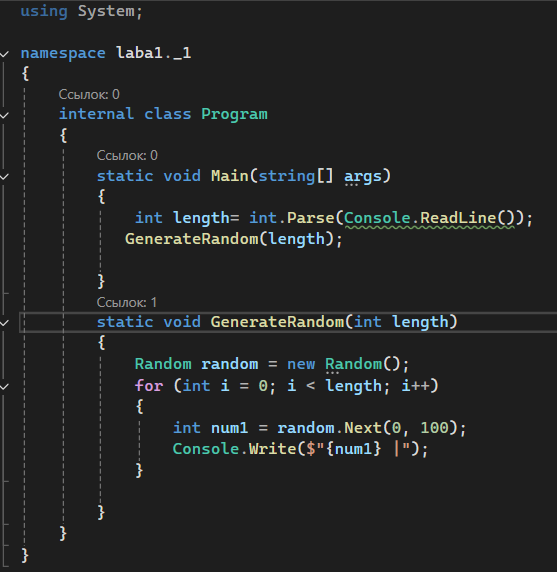 using System;
namespace laba1._1
{
Ссылок: 0
internal class Program
{
Ссылок: 0
static void Main(string[] args)
{
int length= int.Parse(Console.ReadLine());
GenerateRandom(length);
}
Ссылок: 1
static void GenerateRandom(int length)
{
Random random = new Random();
for (int i = 0; i < length; i++)
{
int num1 = random.Next(0, 100);
Console.Write($"{num1} |");
}
}
}
}